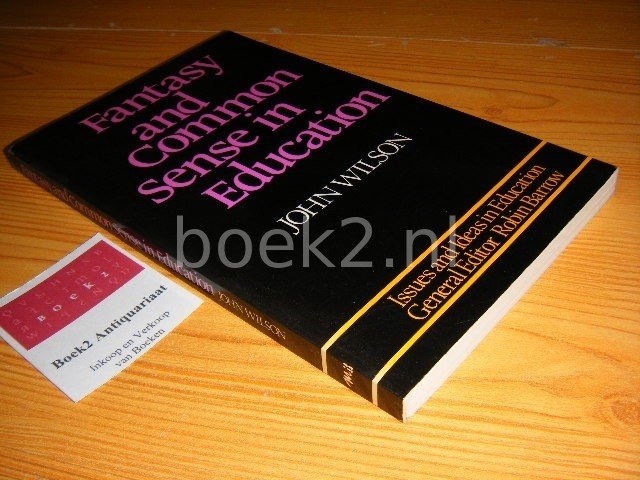 Fantasy
and
Common
Sense in
Education
JOHN WILSON
Issues and Ideas in Education
General Editor Robin Barrow
boek2.nl
and Common Sense in Education JOHN WILSON
BOEK2
Boek2 Antiquariaat
Inkoop en Verkoop
van Boeken